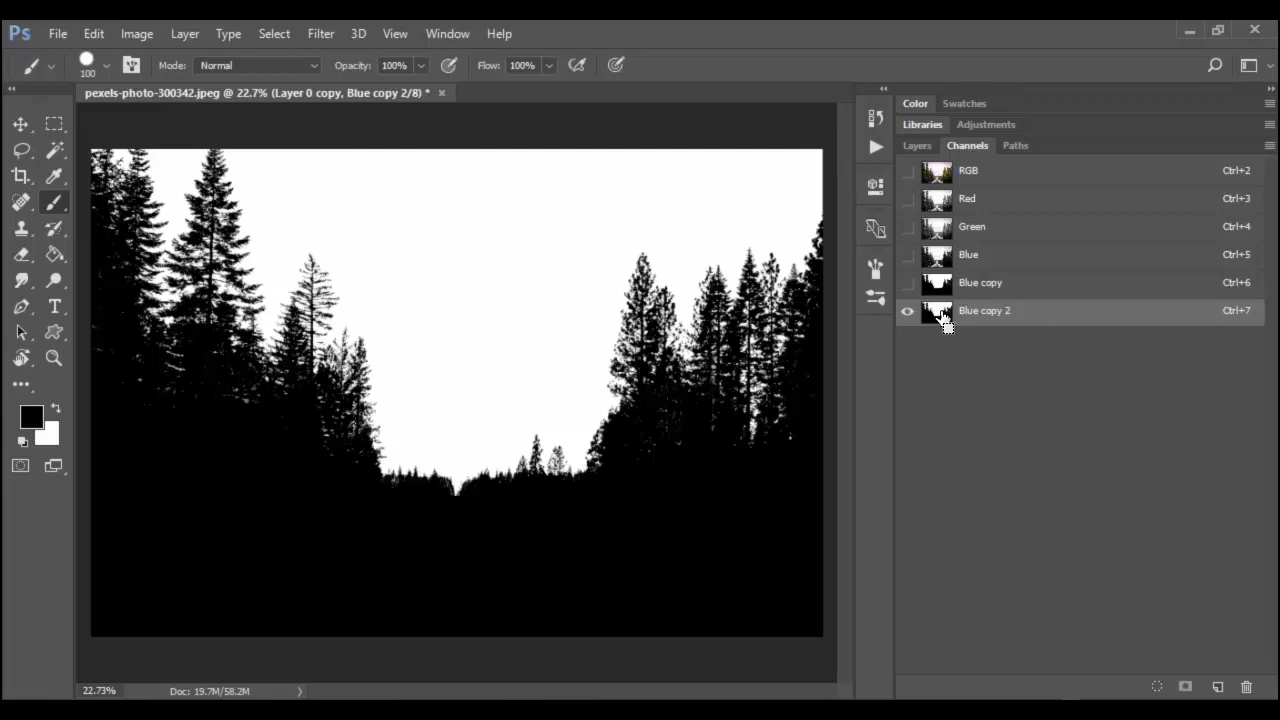 Ps File Edit Image Layer Type Select Filter 3D View Window Help
100 Mode: Normal Opacity: 100% Flow: 100%
pexels-photo-300342.jpeg @ 22.7% (Layer 0 copy, Blue copy 2/8) *
Color Swatches
Libraries Adjustments
Layers Channels Paths
RGB Ctrl+2
Red Ctrl+3
Green Ctrl+4
Blue Ctrl+5
Blue copy Ctrl+6
Blue copy 2 Ctrl+7
22.73% Doc: 19.7M/58.2M